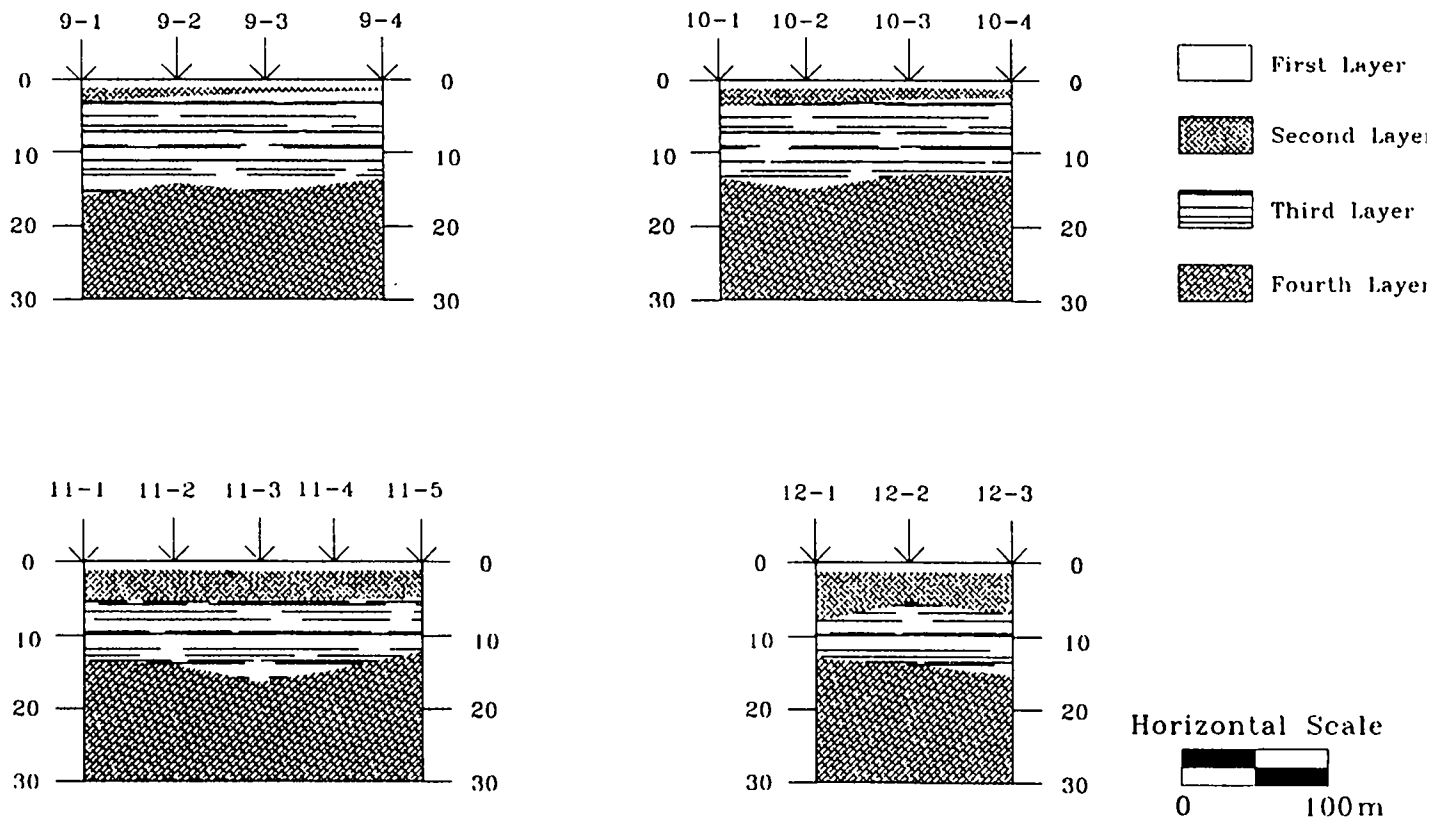 9-1 9-2 9-3 9-4
0 0
10 10
20 20
30 30
10-1 10-2 10-3 10-4
0 0
10 10
20 20
30 30
First Layer
Second Layer
Third Layer
Fourth Layer
11-1 11-2 11-3 11-4 11-5
0 0
10 10
20 20
30 30
12-1 12-2 12-3
0 0
10 10
20 20
30 30
Horizontal Scale
0 100m